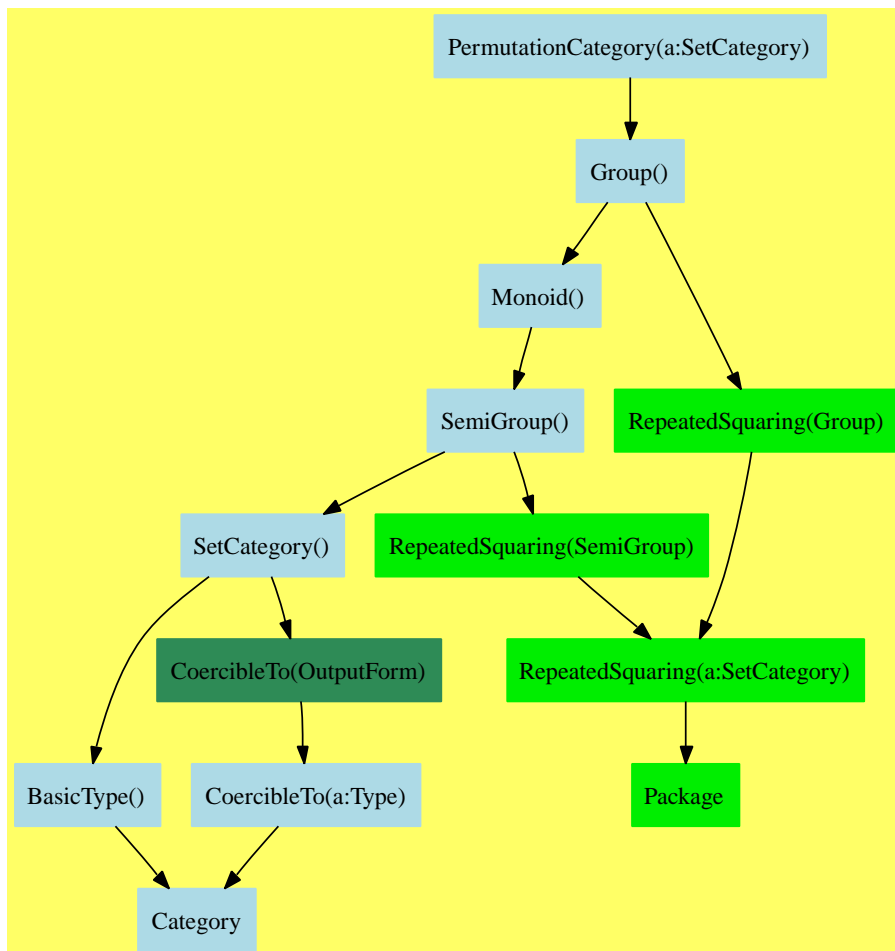 PermutationCategory(a:SetCategory)
Group()
Monoid()
SemiGroup()
RepeatedSquaring(Group)
SetCategory()
RepeatedSquaring(SemiGroup)
CoercibleTo(OutputForm)
RepeatedSquaring(a:SetCategory)
BasicType()
CoercibleTo(a:Type)
Package
Category